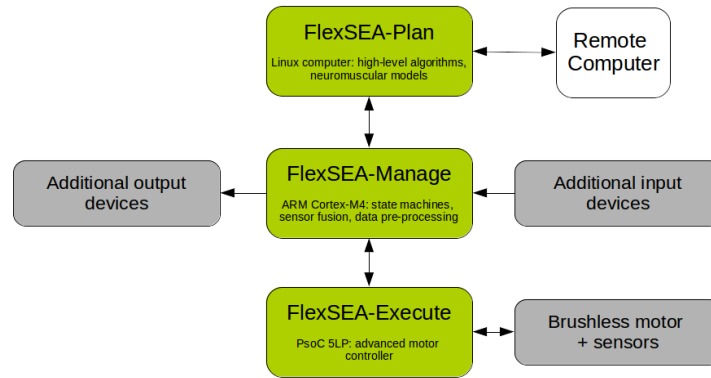 FlexSEA-Plan
Linux computer: high-level algorithms,
neuromuscular models
Remote
Computer
FlexSEA-Manage
ARM Cortex-M4: state machines,
sensor fusion, data pre-processing
Additional output
devices
Additional input
devices
FlexSEA-Execute
PsoC 5LP: advanced motor
controller
Brushless motor
+ sensors